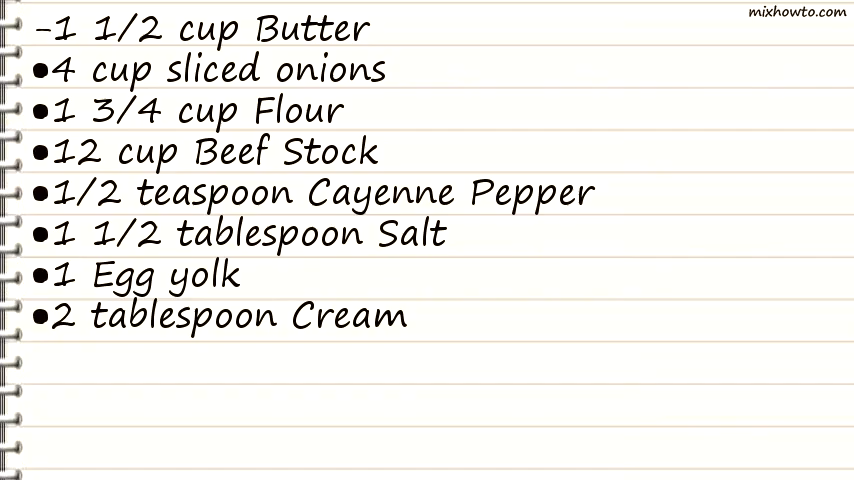 mixhowto.com
-1 1/2 cup Butter
•4 cup sliced onions
•1 3/4 cup Flour
•12 cup Beef Stock
•1/2 teaspoon Cayenne Pepper
•1 1/2 tablespoon Salt
•1 Egg yolk
•2 tablespoon Cream